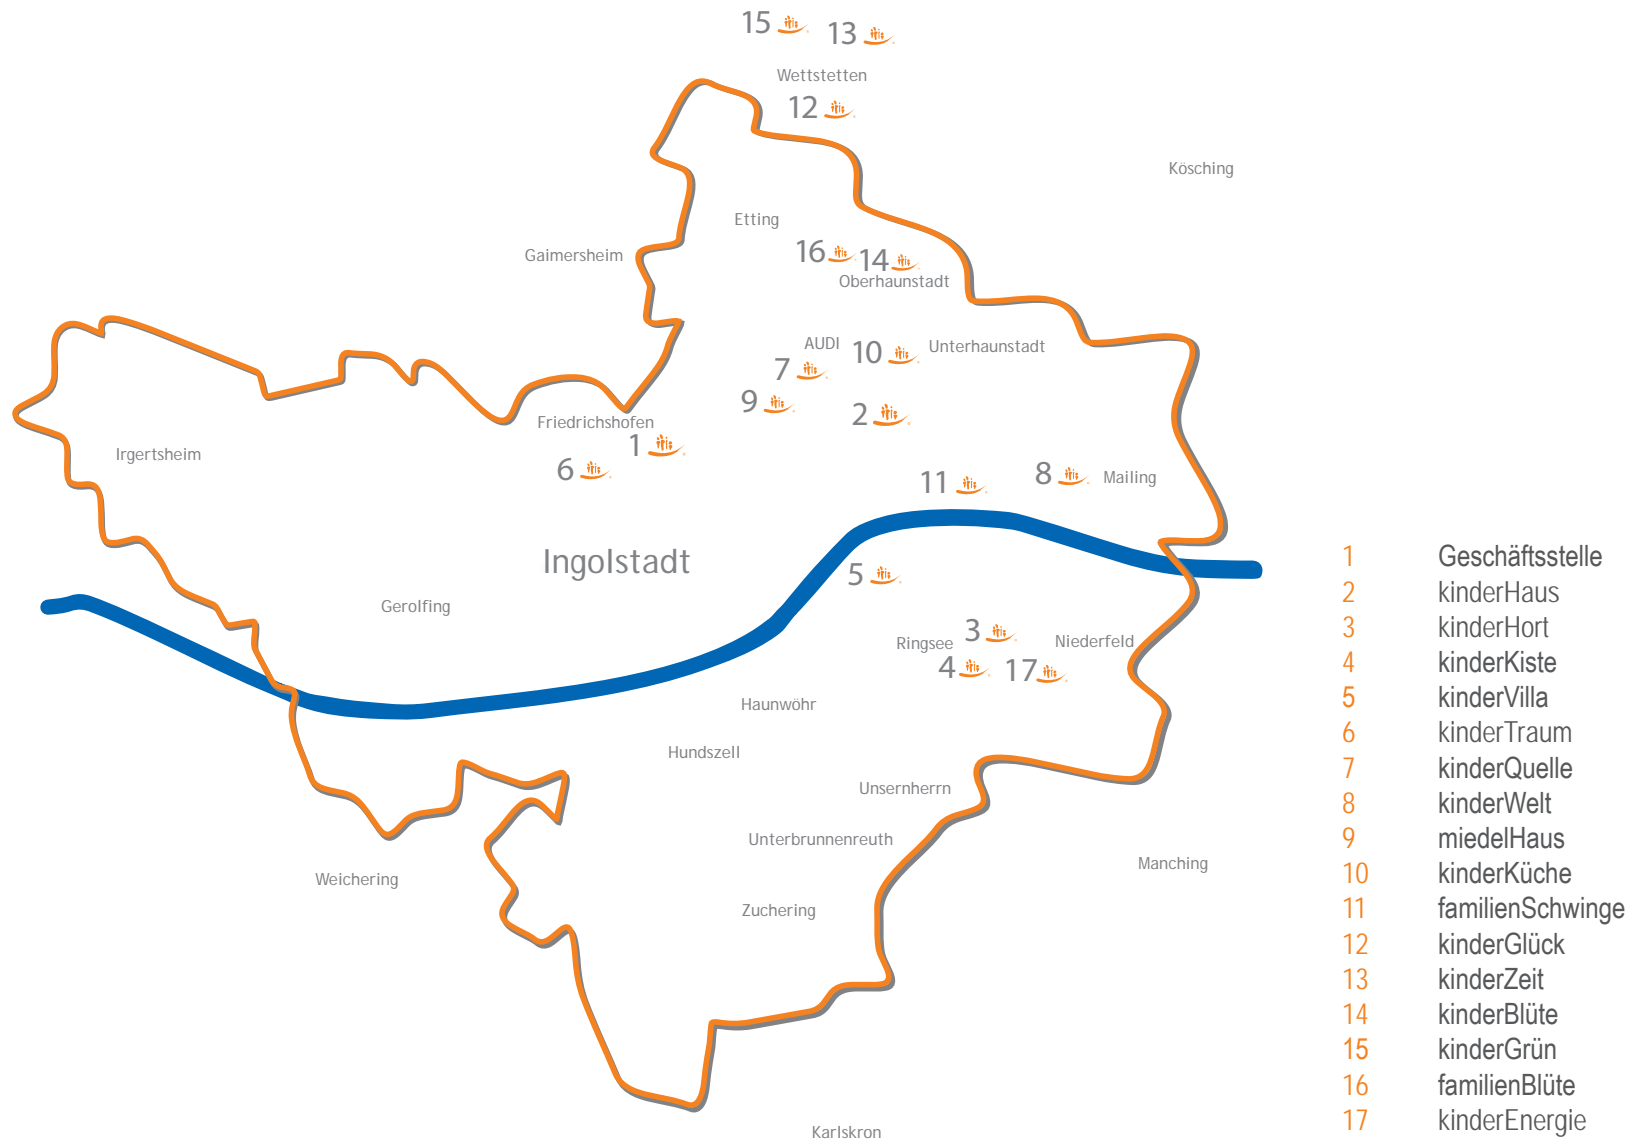 15
13
Wettstetten
12
Kösching
Etting
16
14
Gaimersheim
Oberhaunstadt
AUDI
10
Unterhaunstadt
7
9
2
Friedrichshofen
1
Irgertsheim
6
11
8
Mailing
Ingolstadt
5
Gerolfing
Ringsee
3
Niederfeld
4
17
Haunwöhr
Hundszell
Unsernherrn
Unterbrunnenreuth
Manching
Weichering
Zuchering
Karlskron
1 Geschäftsstelle
2 kinderHaus
3 kinderHort
4 kinderKiste
5 kinderVilla
6 kinderTraum
7 kinderQuelle
8 kinderWelt
9 miedelHaus
10 kinderKüche
11 familienSchwinge
12 kinderGlück
13 kinderZeit
14 kinderBlüte
15 kinderGrün
16 familienBlüte
17 kinderEnergie